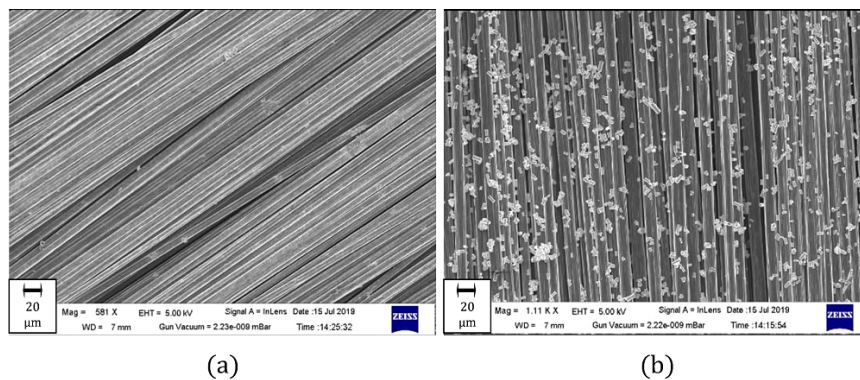 20
μm
Mag = 581 X EHT = 5.00 kV Signal A = InLens Date :15 Jul 2019
WD = 7 mm Gun Vacuum = 2.23e-009 mBar Time :14:25:32
ZEISS
20
μm
Mag = 1.11 K X EHT = 5.00 kV Signal A = InLens Date :15 Jul 2019
WD = 7 mm Gun Vacuum = 2.22e-009 mBar Time :14:15:54
ZEISS
(a)
(b)